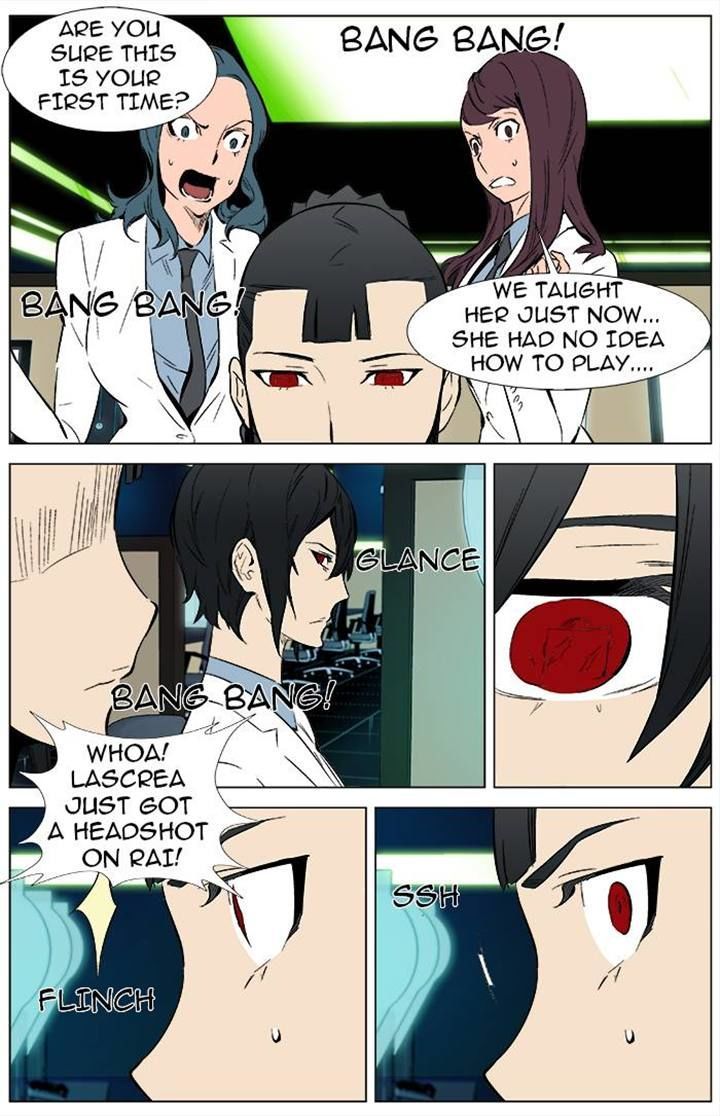 ARE YOU
SURE THIS
IS YOUR
FIRST TIME?
BANG BANG!
BANG BANG!
WE TAUGHT
HER JUST NOW...
SHE HAD NO IDEA
HOW TO PLAY....
GLANCE
BANG BANG!
WHOA!
LASCREA
JUST GOT
A HEADSHOT
ON RAI!
FLINCH
SSH